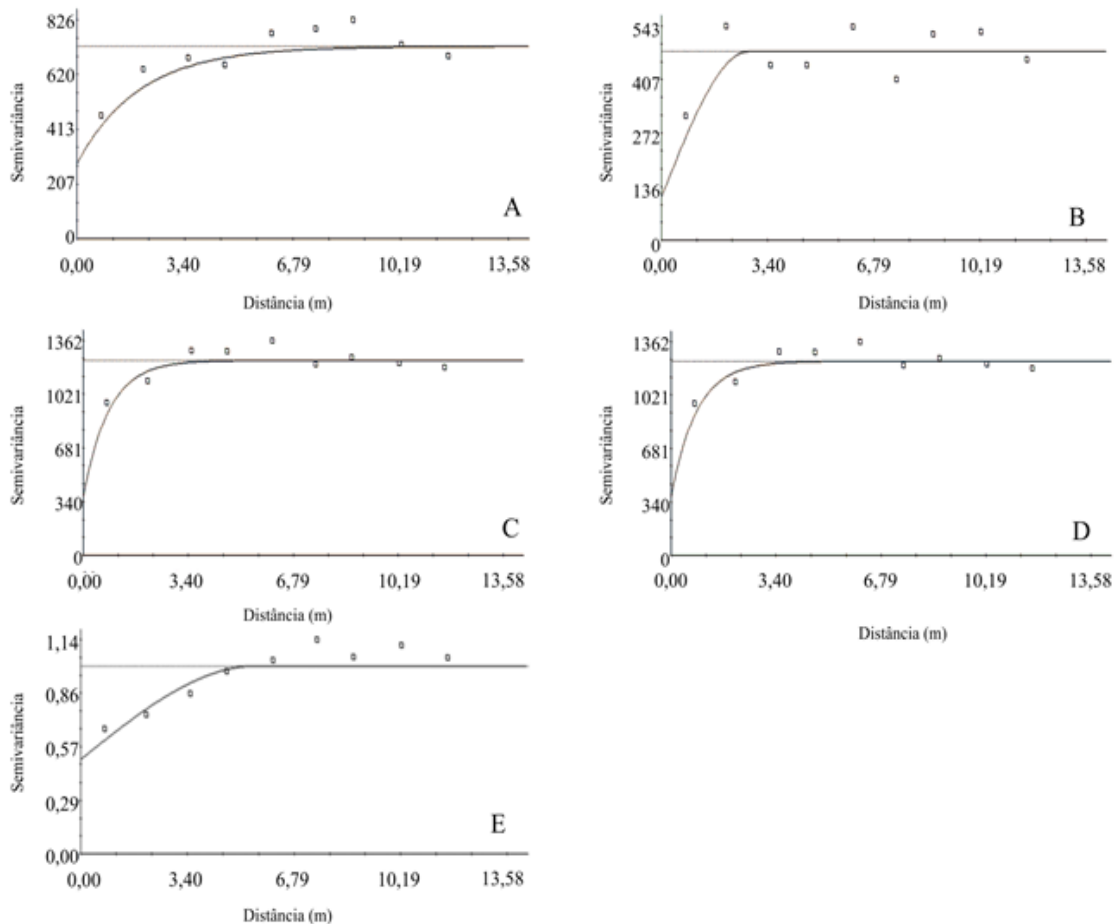 Semivariância
826
620
413
207
0
A
0,00 3,40 6,79 10,19 13,58
Distância (m)
Semivariância
543
407
272
136
0
B
0,00 3,40 6,79 10,19 13,58
Distância (m)
Semivariância
1362
1021
681
340
0
C
0,00 3,40 6,79 10,19 13,58
Distância (m)
Semivariância
1362
1021
681
340
0
D
0,00 3,40 6,79 10,19 13,58
Distância (m)
Semivariância
1,14
0,86
0,57
0,29
0,00
E
0,00 3,40 6,79 10,19 13,58
Distância (m)